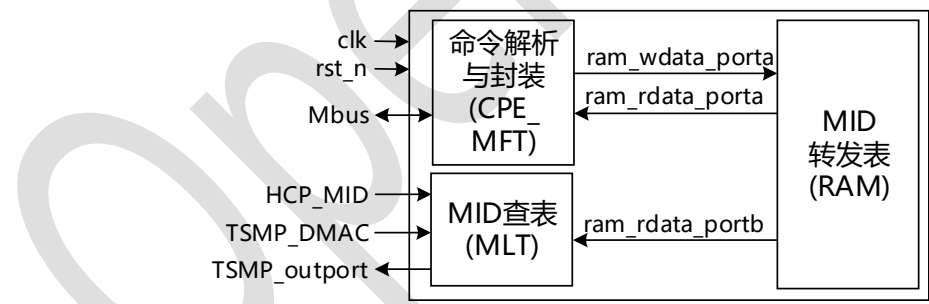 clk
rst_n
Mbus
命令解析
与封装
(CPE_
MFT)
ram_wdata_porta
ram_rdata_porta
MID
转发表
(RAM)
HCP_MID
TSMP_DMAC
TSMP_outport
MID查表
(MLT)
ram_rdata_portb